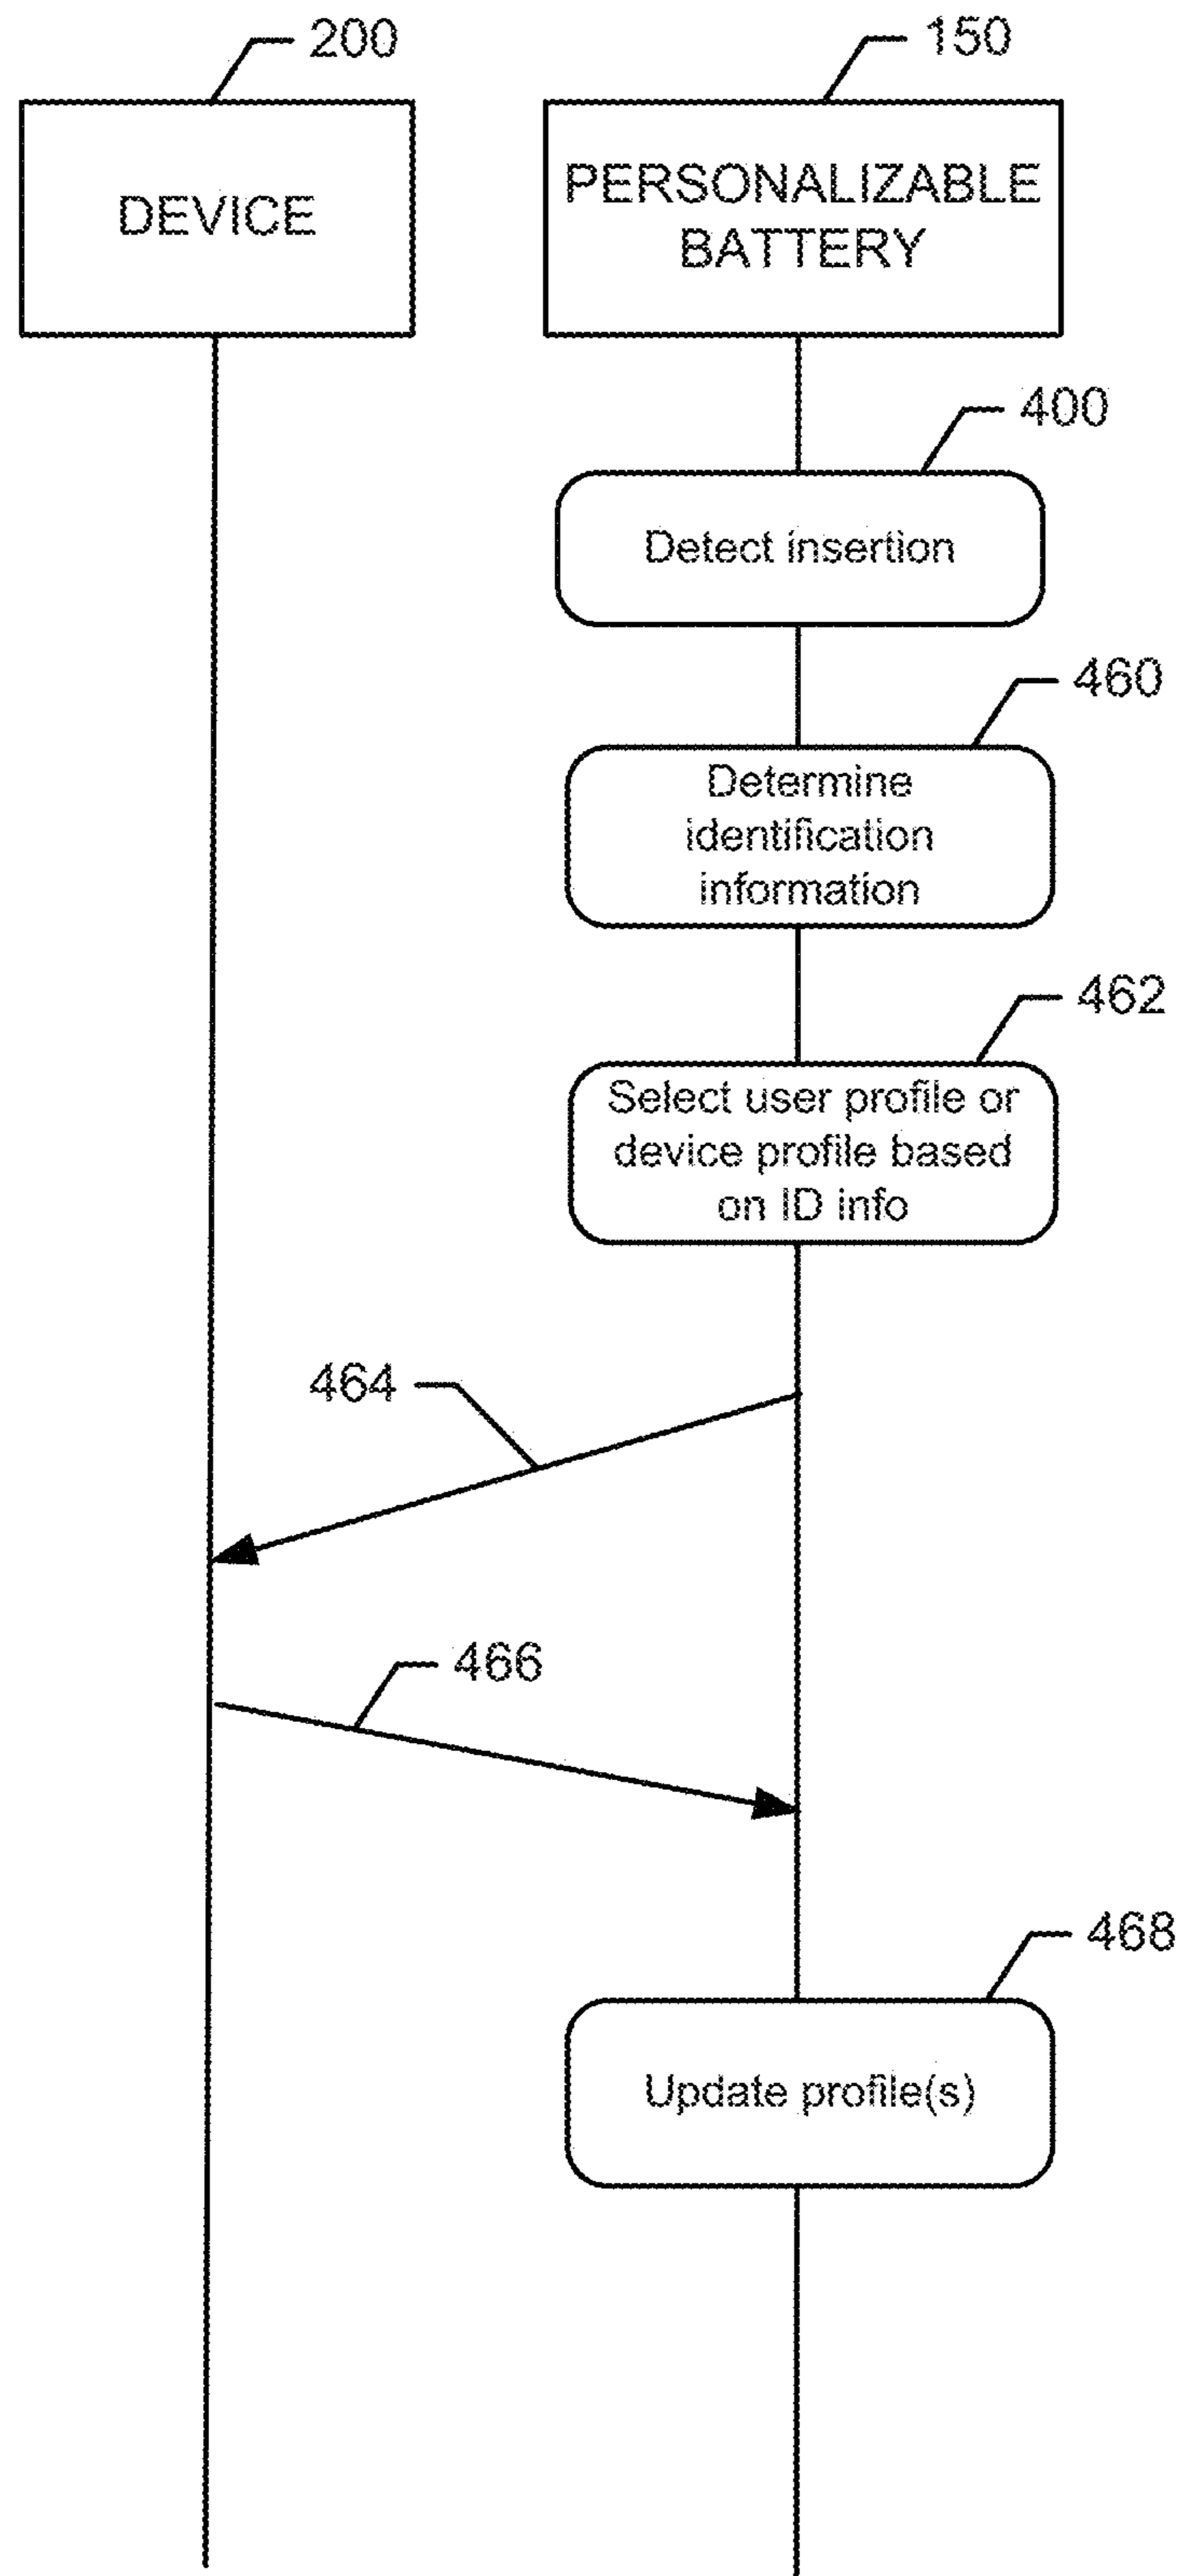 200
150
DEVICE
PERSONALIZABLE
BATTERY
400
Detect insertion
460
Determine
identification
information
462
Select user profile or
device profile based
on ID info
464
466
468
Update profile(s)